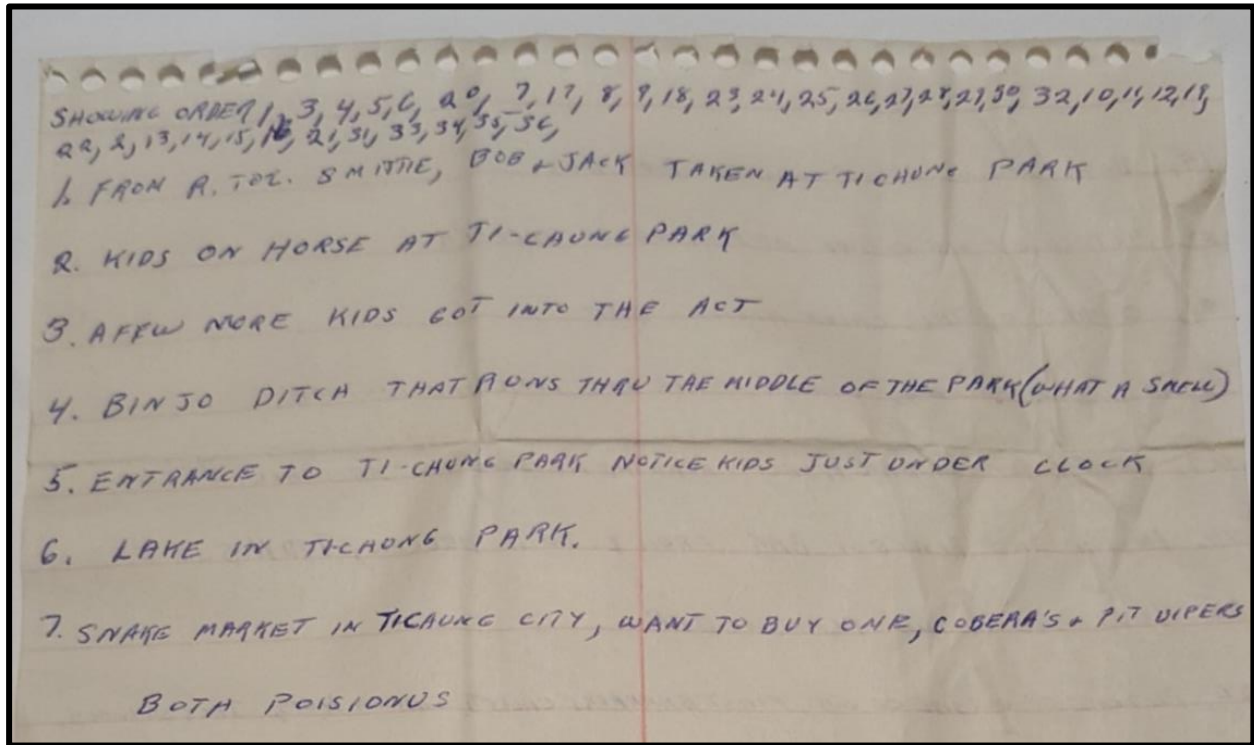 SHOWING ORDER 1, 3, 4, 5, 6, 20, 7, 17, 8, 9, 18, 23, 24, 25, 26, 27, 28, 29, 30, 32, 10, 11, 12, 19,
22, 2, 13, 14, 15, 16, 21, 31, 33, 34, 35, 36,
1. FROM R. TOL. SMITTIE, BOB & JACK TAKEN AT TICHUNG PARK
2. KIDS ON HORSE AT TI-CHUNG PARK
3. A FEW MORE KIDS GOT INTO THE ACT
4. BINJO DITCH THAT RUNS THRU THE MIDDLE OF THE PARK (WHAT A SMELL)
5. ENTRANCE TO TI-CHUNG PARK NOTICE KIDS JUST UNDER CLOCK
6. LAKE IN TI-CHUNG PARK.
7. SNAKE MARKET IN TICHUNG CITY, WANT TO BUY ONE, COBERA'S & PIT VIPERS
BOTH POISIONUS